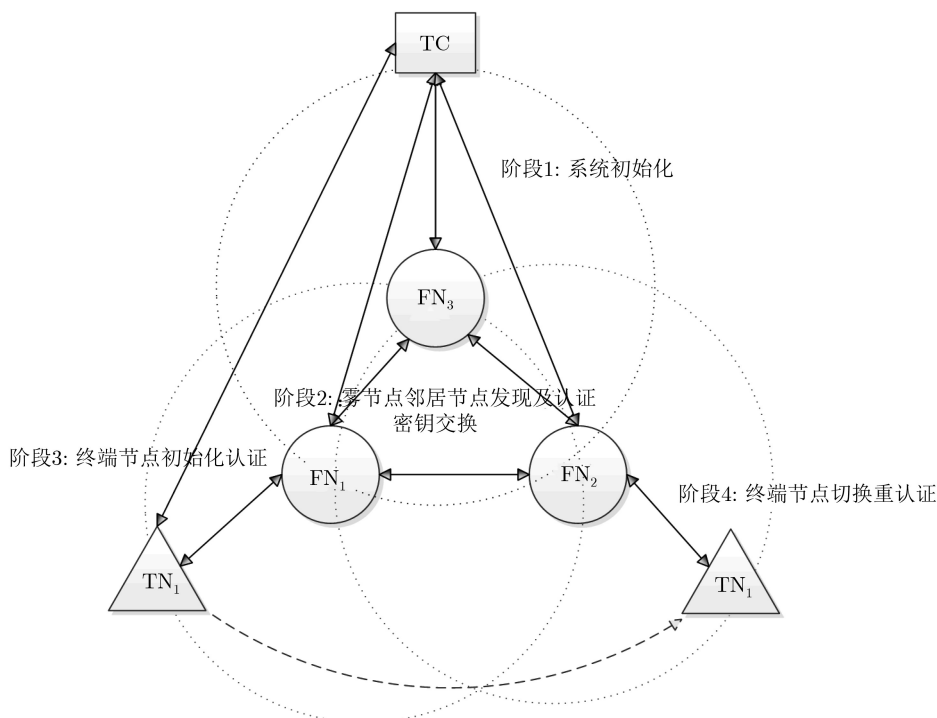 TC
阶段1: 系统初始化
FN₃
阶段2: 雾节点邻居节点发现及认证
密钥交换
阶段3: 终端节点初始化认证
FN₁
FN₂
阶段4: 终端节点切换重认证
TN₁
TN₁